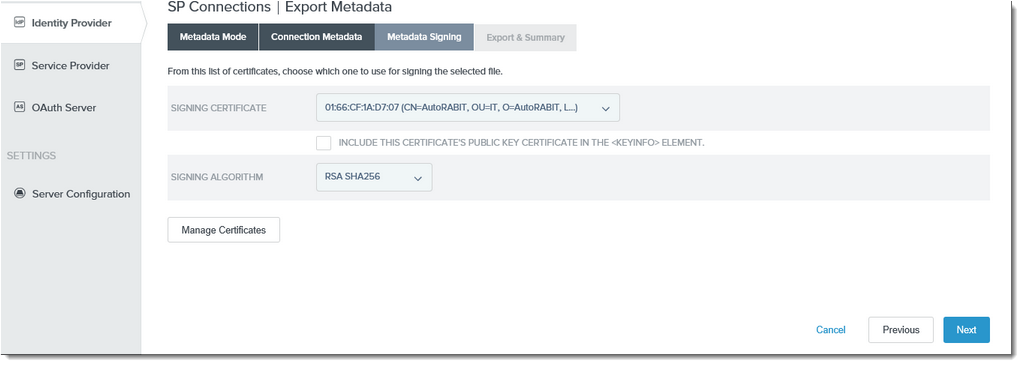 SP Connections | Export Metadata
Identity Provider
Metadata Mode
Connection Metadata
Metadata Signing
Export & Summary
SP
Service Provider
From this list of certificates, choose which one to use for signing the selected file.
AS
OAuth Server
SIGNING CERTIFICATE
01:66:CF:1A:D7:07 (CN=AutoRABIT, OU=IT, O=AutoRABIT, L...)
INCLUDE THIS CERTIFICATE'S PUBLIC KEY CERTIFICATE IN THE <KEYINFO> ELEMENT.
SETTINGS
SIGNING ALGORITHM
RSA SHA256
Server Configuration
Manage Certificates
Cancel
Previous
Next